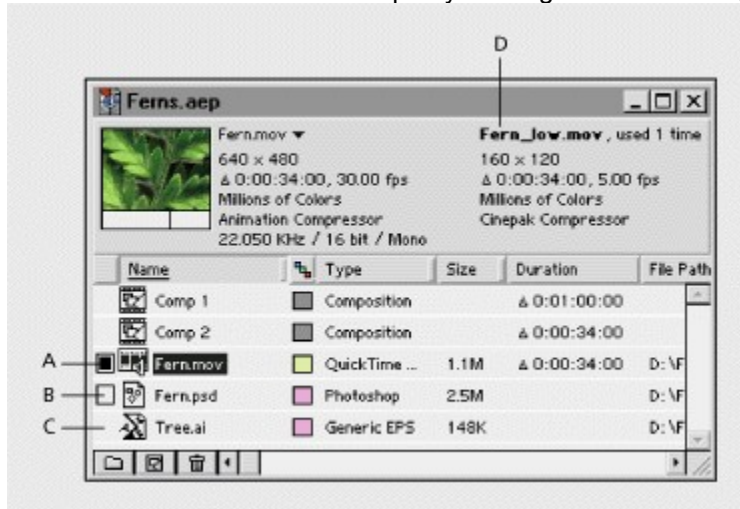 D
Ferns.aep
Fern.mov ▼
640 × 480
Δ 0:00:34:00, 30.00 fps
Millions of Colors
Animation Compressor
22.050 KHz / 16 bit / Mono
Fern_low.mov , used 1 time
160 × 120
Δ 0:00:34:00, 5.00 fps
Millions of Colors
Cinepak Compressor
Name Type Size Duration File Path
Comp 1 Composition Δ 0:01:00:00
Comp 2 Composition Δ 0:00:34:00
A Fern.mov QuickTime ... 1.1M Δ 0:00:34:00 D:\F
B Fern.psd Photoshop 2.5M D:\F
C Tree.ai Generic EPS 148K D:\F